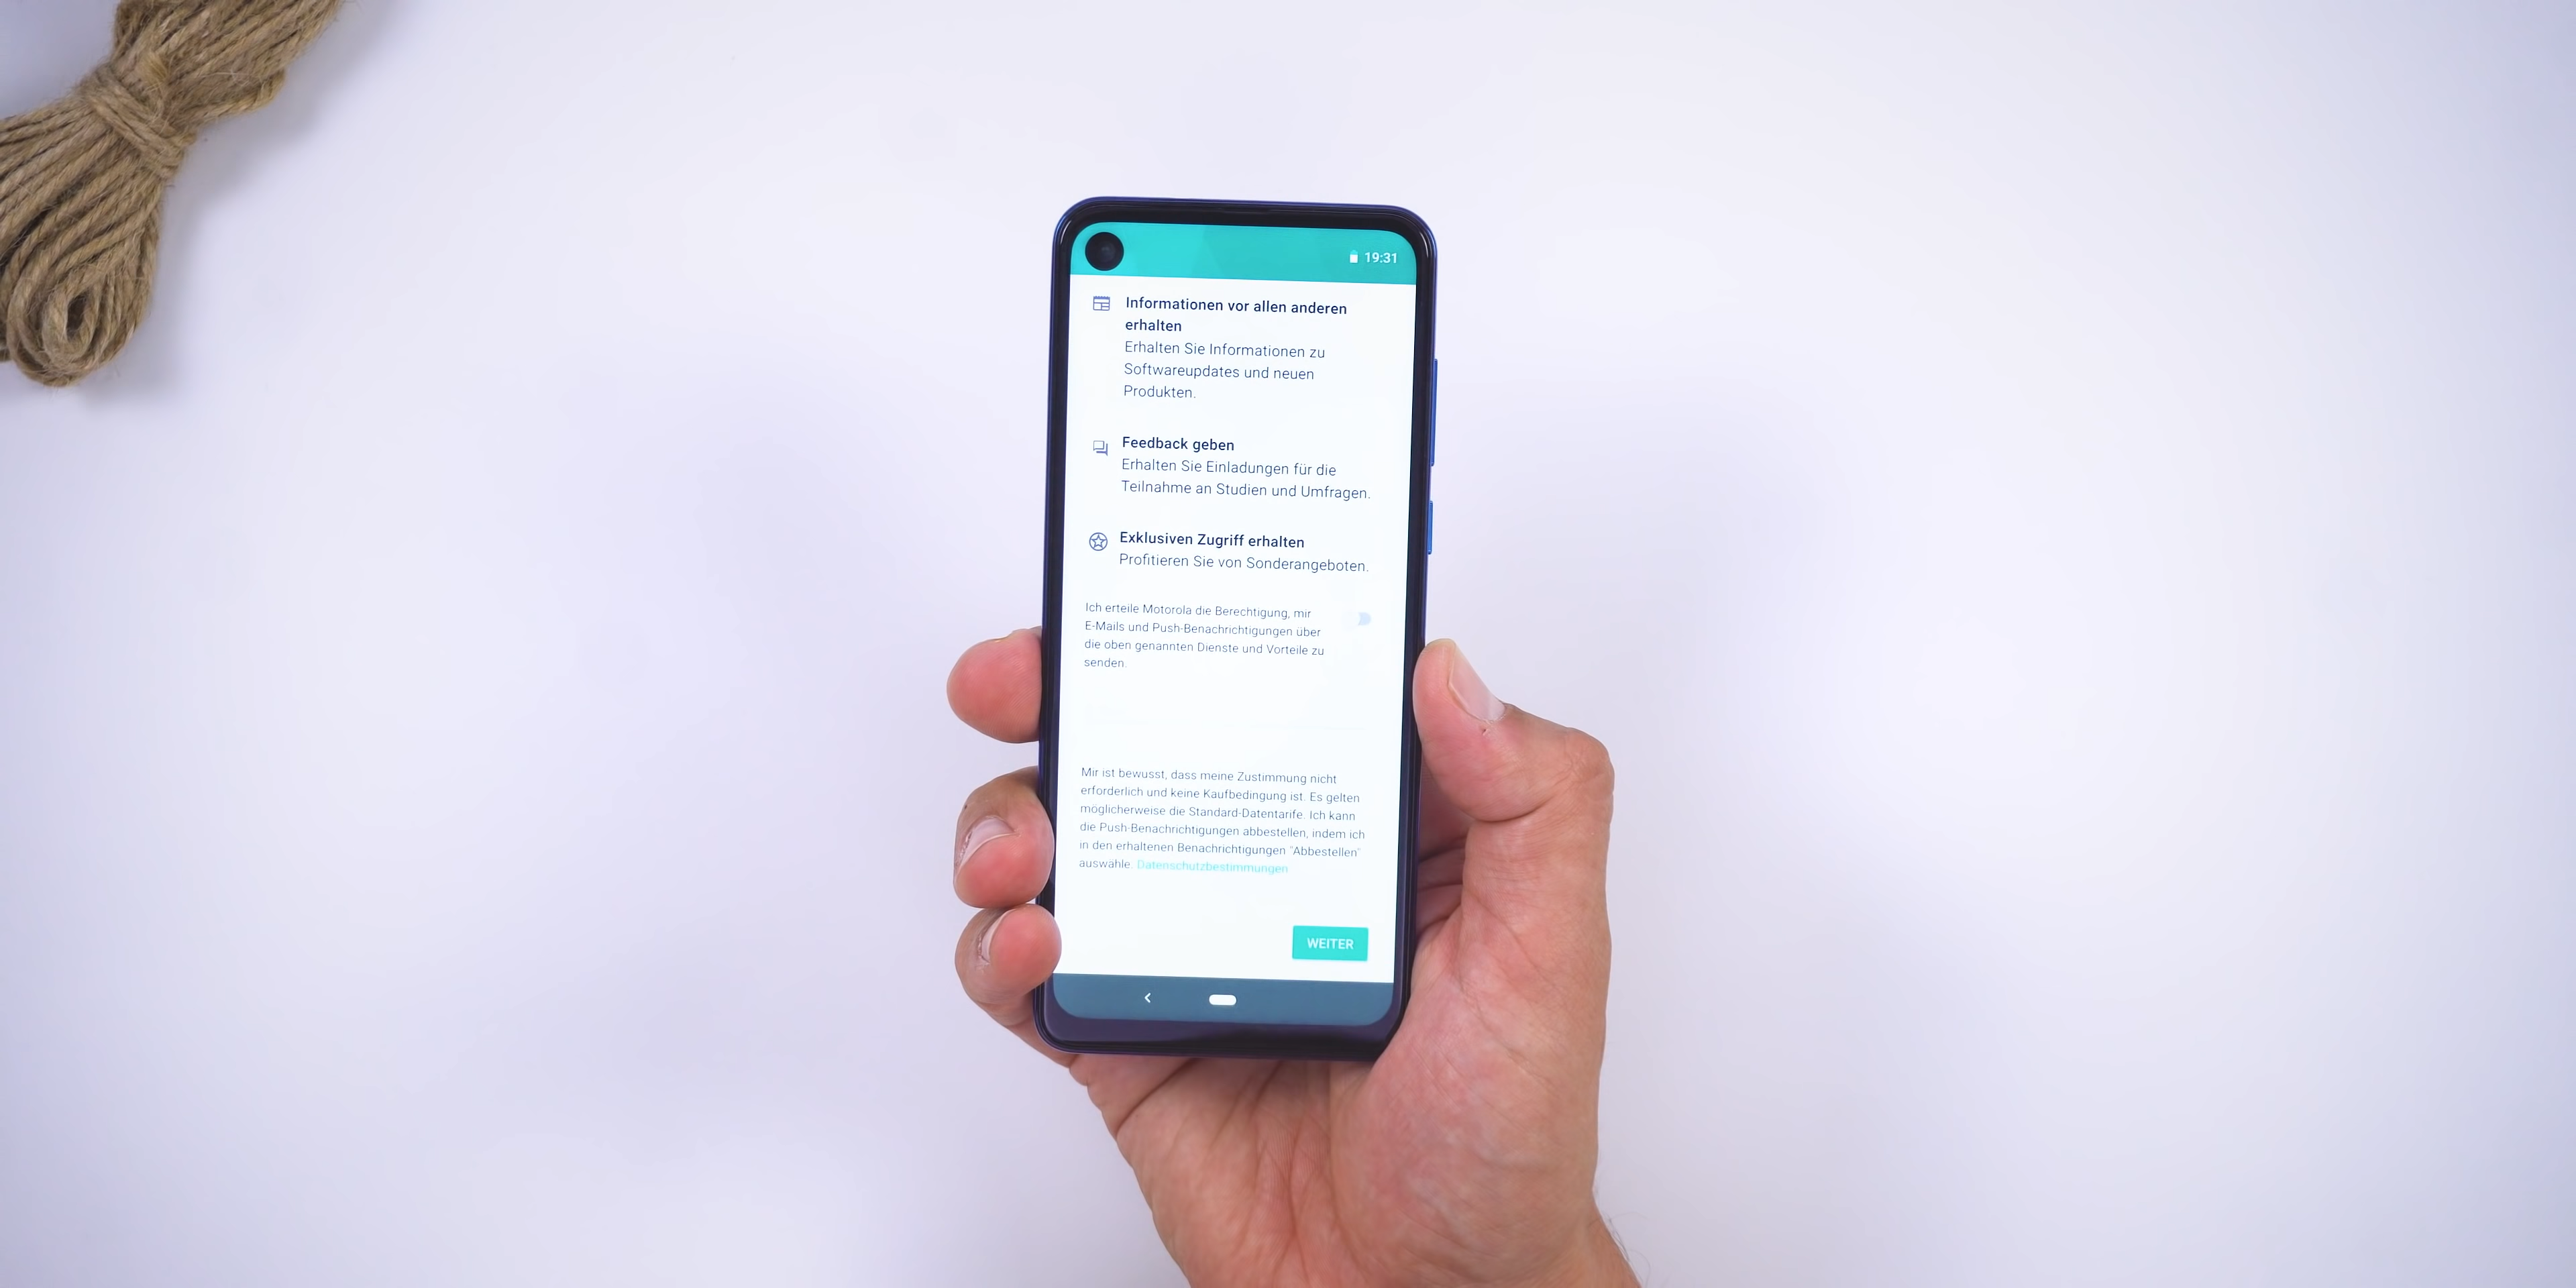 19:31
Informationen vor allen anderen
erhalten
Erhalten Sie Informationen zu
Softwareupdates und neuen
Produkten.
Feedback geben
Erhalten Sie Einladungen für die
Teilnahme an Studien und Umfragen.
Exklusiven Zugriff erhalten
Profitieren Sie von Sonderangeboten.
Ich erteile Motorola die Berechtigung, mir
E-Mails und Push-Benachrichtigungen über
die oben genannten Dienste und Vorteile zu
senden.
Mir ist bewusst, dass meine Zustimmung nicht
erforderlich und keine Kaufbedingung ist. Es gelten
möglicherweise die Standard-Datentarife. Ich kann
die Push-Benachrichtigungen abbestellen, indem ich
in den erhaltenen Benachrichtigungen "Abbestellen"
auswähle. Datenschutzbestimmungen
WEITER